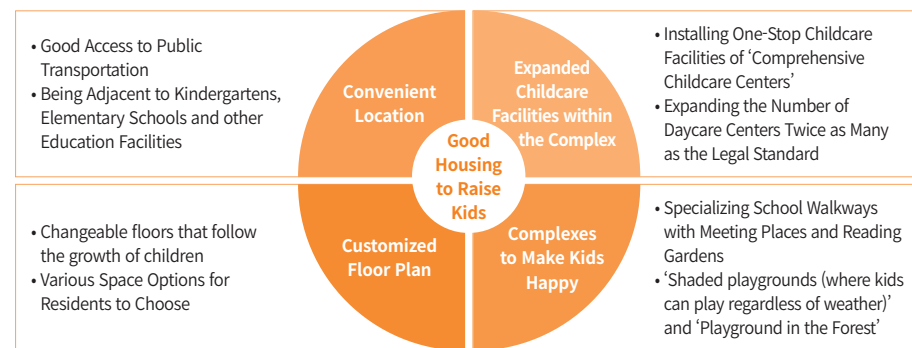 • Good Access to Public
Transportation
• Being Adjacent to Kindergartens,
Elementary Schools and other
Education Facilities
Convenient
Location
Expanded
Childcare
Facilities within
the Complex
• Installing One-Stop Childcare
Facilities of ‘Comprehensive
Childcare Centers’
• Expanding the Number of
Daycare Centers Twice as Many
as the Legal Standard
Good
Housing
to Raise
Kids
• Changeable floors that follow
the growth of children
• Various Space Options for
Residents to Choose
Customized
Floor Plan
Complexes
to Make Kids
Happy
• Specializing School Walkways
with Meeting Places and Reading
Gardens
• ‘Shaded playgrounds (where kids
can play regardless of weather)’
and ‘Playground in the Forest’